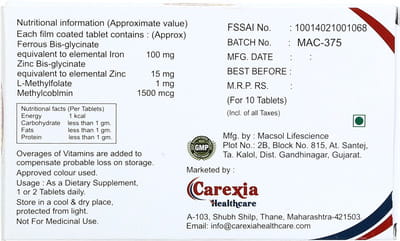 Nutritional information (Approximate value)
Each film coated tablet contains : (Approx)
Ferrous Bis-glycinate
equivalent to elemental Iron 100 mg
Zinc Bis-glycinate
equivalent to elemental Zinc 15 mg
L-Methylfolate 1 mg
Methylcoblmin 1500 mcg
Nutritional facts (Per Tablets)
Energy 1 kcal
Carbohydrate less than 1 gm.
Fats less than 1 gm.
Protien less than 1 gm.
Overages of Vitamins are added to
compensate probable loss on storage.
Approved colour used.
Usage : As a Dietary Supplement,
1 or 2 Tablets daily.
Store in a cool & dry place,
protected from light.
Not For Medicinal Use.
FSSAI No. : 10014021001068
BATCH No. : MAC-375
MFG. DATE :
BEST BEFORE :
M.R.P. RS. :
(For 10 Tablets)
(Incl. of all Taxes)
GMP
Mfg. by : Macsol Lifescience
Plot No. : 2B, Block No. 815, At. Santej,
Ta. Kalol, Dist. Gandhinagar, Gujarat.
Marketed by :
Carexia
Healthcare
A-103, Shubh Shilp, Thane, Maharashtra-421503.
Email : info@carexiahealthcare.com